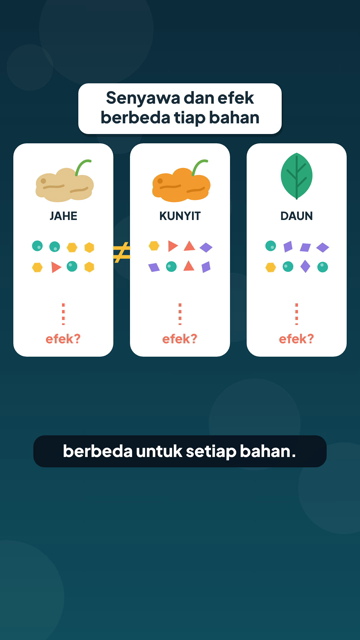 Senyawa dan efek
berbeda tiap bahan
JAHE
≠
KUNYIT
DAUN
efek?
efek?
efek?
berbeda untuk setiap bahan.